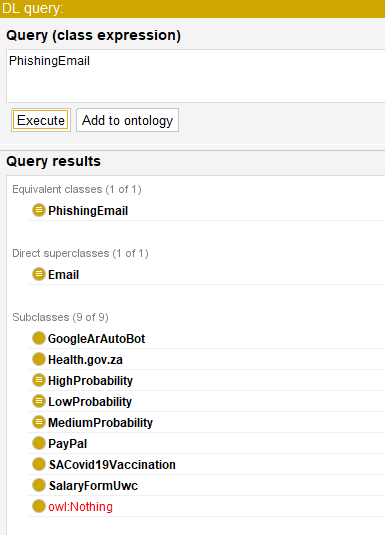 DL query:
Query (class expression)
PhishingEmail
Execute Add to ontology
Query results
Equivalent classes (1 of 1)
PhishingEmail
Direct superclasses (1 of 1)
Email
Subclasses (9 of 9)
GoogleArAutoBot
Health.gov.za
HighProbability
LowProbability
MediumProbability
PayPal
SACovid19Vaccination
SalaryFormUwc
owl:Nothing